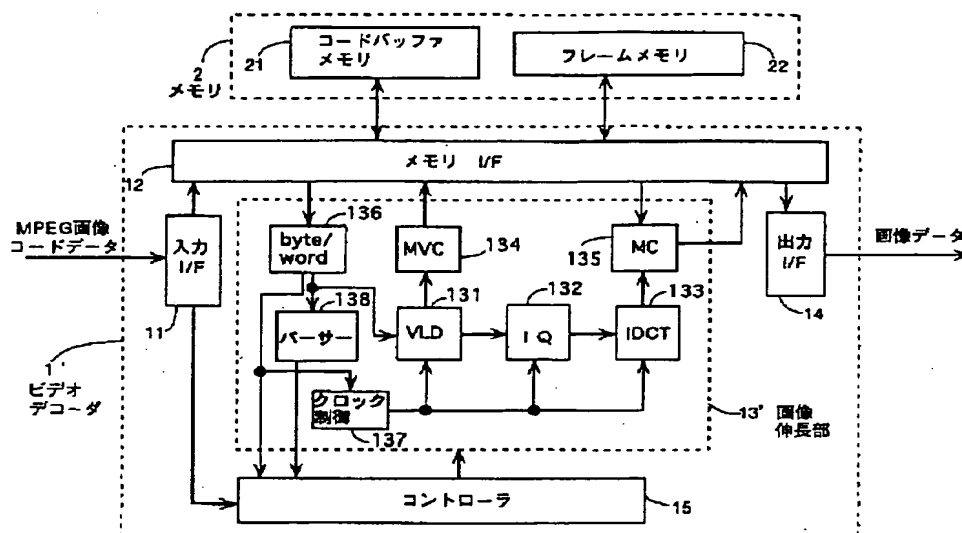 コードバッファ
メモリ
21
フレームメモリ
22
2
メモリ
メモリ I/F
12
MPEG画像
コードデータ
入力
I/F
11
byte/
word
136
MVC
134
MC
135
出力
I/F
14
画像データ
138
パーサー
VLD
131
IQ
132
IDCT
133
クロック
制御
137
1'
ビデオ
デコーダ
13' 画像
伸長部
コントローラ
15